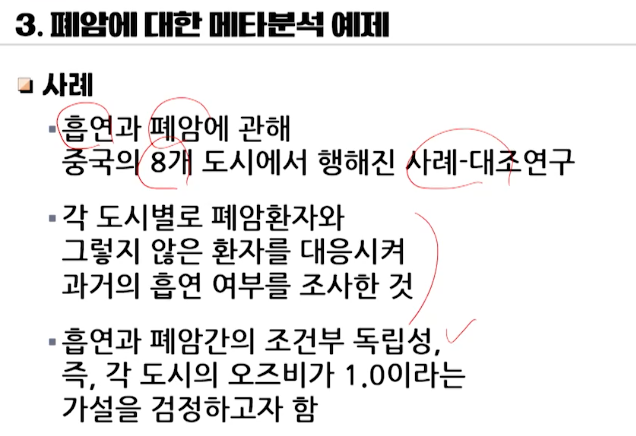 3. 폐암에 대한 메타분석 예제
사례
흡연과 폐암에 관해
중국의 8개 도시에서 행해진 사례-대조연구
각 도시별로 폐암환자와
그렇지 않은 환자를 대응시켜
과거의 흡연 여부를 조사한 것
흡연과 폐암간의 조건부 독립성,
즉, 각 도시의 오즈비가 1.0이라는
가설을 검정하고자 함